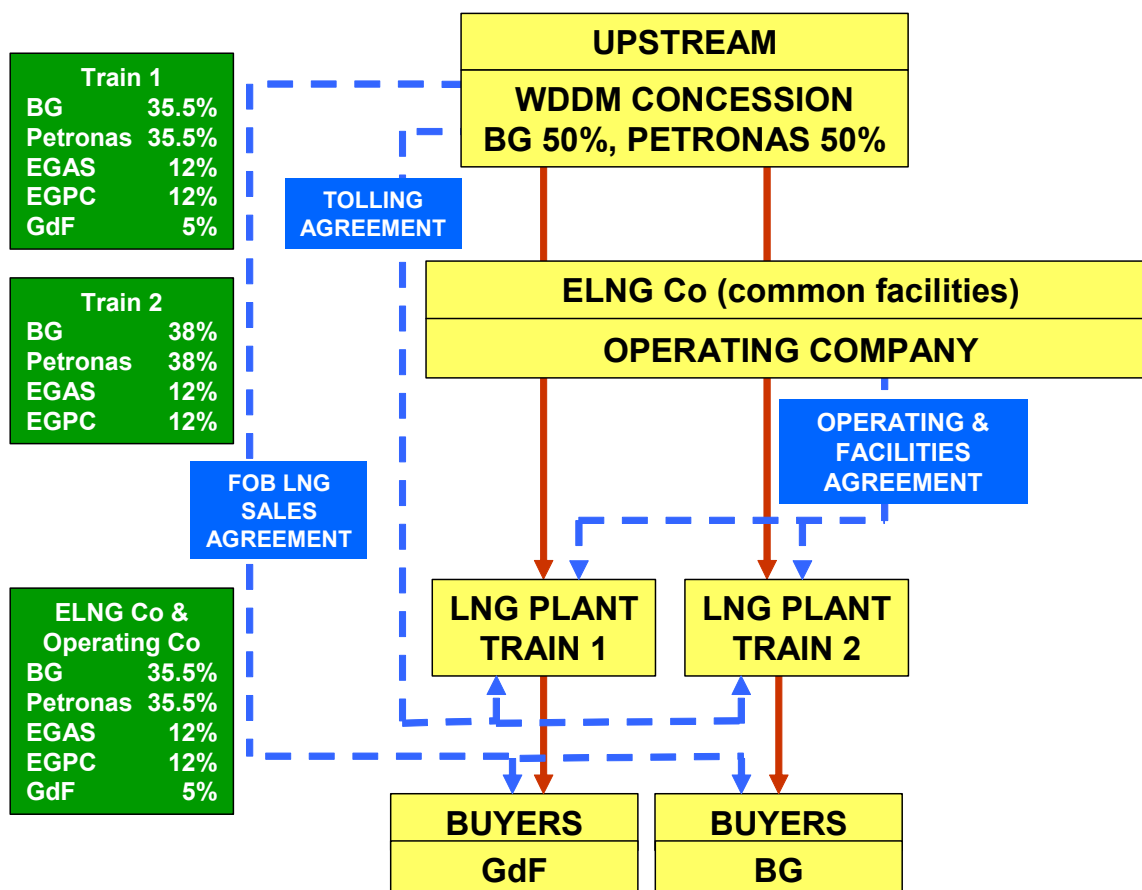 UPSTREAM
WDDM CONCESSION
BG 50%, PETRONAS 50%
Train 1
BG 35.5%
Petronas 35.5%
EGAS 12%
EGPC 12%
GdF 5%
TOLLING
AGREEMENT
Train 2
BG 38%
Petronas 38%
EGAS 12%
EGPC 12%
ELNG Co (common facilities)
OPERATING COMPANY
OPERATING &
FACILITIES
AGREEMENT
FOB LNG
SALES
AGREEMENT
ELNG Co &
Operating Co
BG 35.5%
Petronas 35.5%
EGAS 12%
EGPC 12%
GdF 5%
LNG PLANT
TRAIN 1
LNG PLANT
TRAIN 2
BUYERS
GdF
BUYERS
BG